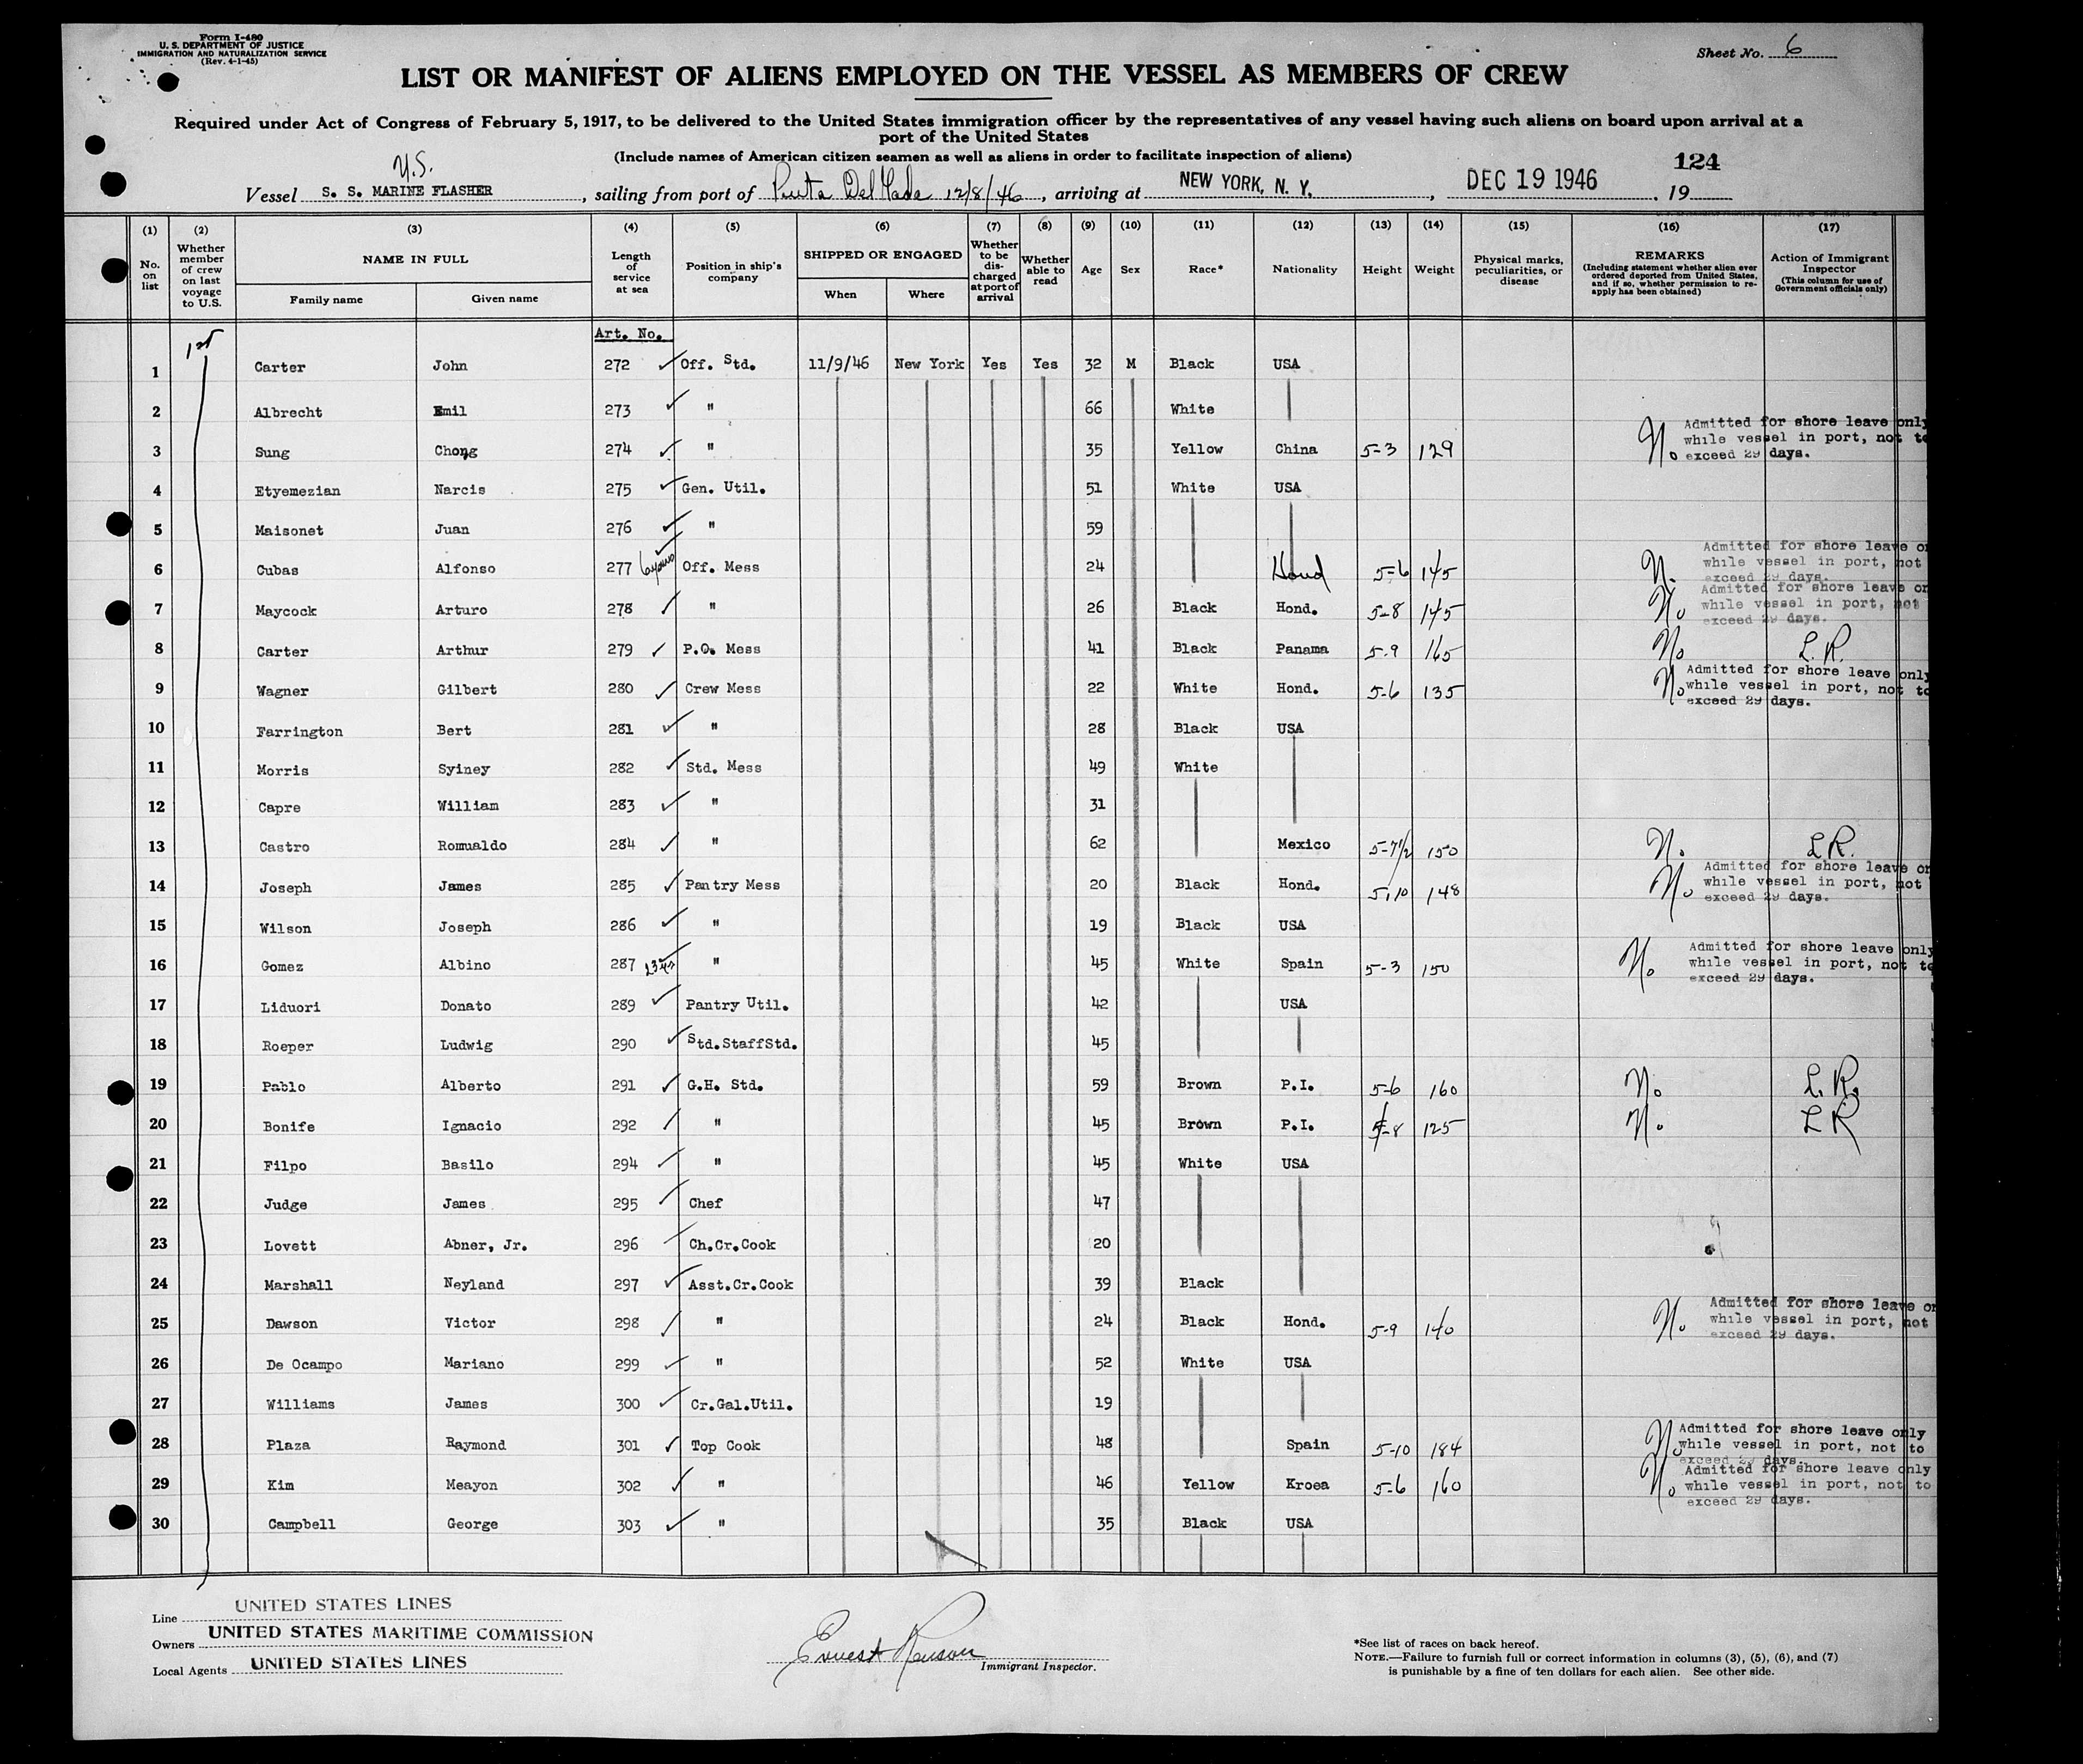 Form I-480
U. S. DEPARTMENT OF JUSTICE
IMMIGRATION AND NATURALIZATION SERVICE
(Rev. 4-1-45)
Sheet No. 6
LIST OR MANIFEST OF ALIENS EMPLOYED ON THE VESSEL AS MEMBERS OF CREW
Required under Act of Congress of February 5, 1917, to be delivered to the United States immigration officer by the representatives of any vessel having such aliens on board upon arrival at a
port of the United States
(Include names of American citizen seamen as well as aliens in order to facilitate inspection of aliens)
124
U.S.
Vessel S. S. MARINE FLASHER, sailing from port of 12/8/46, arriving at NEW YORK, N. Y., DEC 19 1946, 19
(1) (2) (3) (4) (5) (6) (7) (8) (9) (10) (11) (12) (13) (14) (15) (16) (17)
No. on list
Whether member of crew on last voyage to U.S.
NAME IN FULL
Family name Given name
Length of service at sea
Position in ship's company
SHIPPED OR ENGAGED
When Where
Whether to be discharged at port of arrival
Whether able to read
Age Sex Race* Nationality Height Weight
Physical marks, peculiarities, or disease
REMARKS
(Including statement whether alien ever ordered deported from United States, and if so, whether permission to reapply has been obtained)
Action of Immigrant Inspector
(This column for use of Government officials only)
1st
Art. No.
1 Carter John 272 Off. Std. 11/9/46 New York Yes Yes 32 M Black USA
2 Albrecht Emil 273 " 66 White
3 Sung Chong 274 " 35 Yellow China 5-3 129 No Admitted for shore leave only while vessel in port, not to exceed 29 days.
4 Etyemezian Narcis 275 Gen. Util. 51 White USA
5 Maisonet Juan 276 " 59
6 Cubas Alfonso 277 6 years Off. Mess 24 Hond 5-6 145 No Admitted for shore leave or while vessel in port, not exceed 29 days.
7 Maycock Arturo 278 " 26 Black Hond. 5-8 145 No Admitted for shore leave or while vessel in port, not exceed 29 days.
8 Carter Arthur 279 P.O. Mess 41 Black Panama 5-9 165 No L.R.
9 Wagner Gilbert 280 Crew Mess 22 White Hond. 5-6 135 No Admitted for shore leave only while vessel in port, not to exceed 29 days.
10 Farrington Bert 281 " 28 Black USA
11 Morris Syiney 282 Std. Mess 49 White
12 Capre William 283 " 31
13 Castro Romualdo 284 " 62 Mexico 5-7½ 150 No L.R.
14 Joseph James 285 Pantry Mess 20 Black Hond. 5,10 148 No Admitted for shore leave or while vessel in port, not exceed 29 days.
15 Wilson Joseph 286 " 19 Black USA
16 Gomez Albino 287 " 45 White Spain 5-3 150 No Admitted for shore leave only while vessel in port, not to exceed 29 days.
17 Liduori Donato 289 Pantry Util. 42 USA
18 Roeper Ludwig 290 Std.StaffStd. 45
19 Pablo Alberto 291 G.H. Std. 59 Brown P.I. 5-6 160 No L.R.
20 Bonife Ignacio 292 " 45 Brown P.I. 5-8 125 No LR
21 Filpo Basilo 294 " 45 White USA
22 Judge James 295 Chef 47
23 Lovett Abner, Jr. 296 Ch.Cr.Cook 20
24 Marshall Neyland 297 Asst.Cr.Cook 39 Black
25 Dawson Victor 298 " 24 Black Hond. 5-9 140 No Admitted for shore leave or while vessel in port, not exceed 29 days.
26 De Ocampo Mariano 299 " 52 White USA
27 Williams James 300 Cr.Gal.Util. 19
28 Plaza Raymond 301 Top Cook 48 Spain 5-10 184 No Admitted for shore leave only while vessel in port, not to exceed 29 days.
29 Kim Meayon 302 " 46 Yellow Kroea 5-6 160 No Admitted for shore leave only while vessel in port, not to exceed 29 days.
30 Campbell George 303 " 35 Black USA
Line UNITED STATES LINES
Owners UNITED STATES MARITIME COMMISSION
Local Agents UNITED STATES LINES
Ernest
Immigrant Inspector.
*See list of races on back hereof.
NOTE.—Failure to furnish full or correct information in columns (3), (5), (6), and (7)
is punishable by a fine of ten dollars for each alien. See other side.